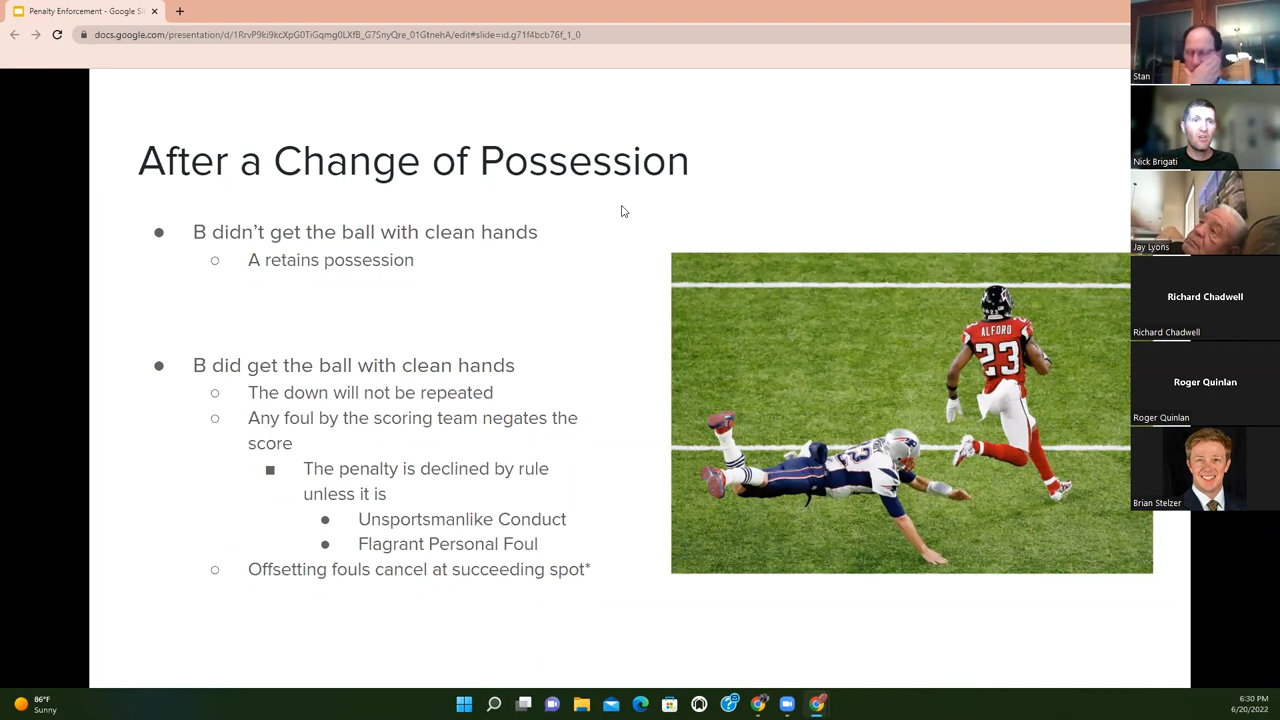 Penalty Enforcement - Google Sli
docs.google.com/presentation/d/1RrvP9ki9kcXpG0TiGqmg0LXfB_G7SnyQre_01GtnehA/edit#slide=id.g71f4bcb76f_1_0
After a Change of Possession
● B didn’t get the ball with clean hands
○ A retains possession
● B did get the ball with clean hands
○ The down will not be repeated
○ Any foul by the scoring team negates the
score
■ The penalty is declined by rule
unless it is
● Unsportsmanlike Conduct
● Flagrant Personal Foul
○ Offsetting fouls cancel at succeeding spot*
ALFORD
23
12
Stan
Nick Brigati
Jay Lyons
Richard Chadwell
Richard Chadwell
Roger Quinlan
Roger Quinlan
Brian Stelzer
86°F
Sunny
6:30 PM
6/20/2022